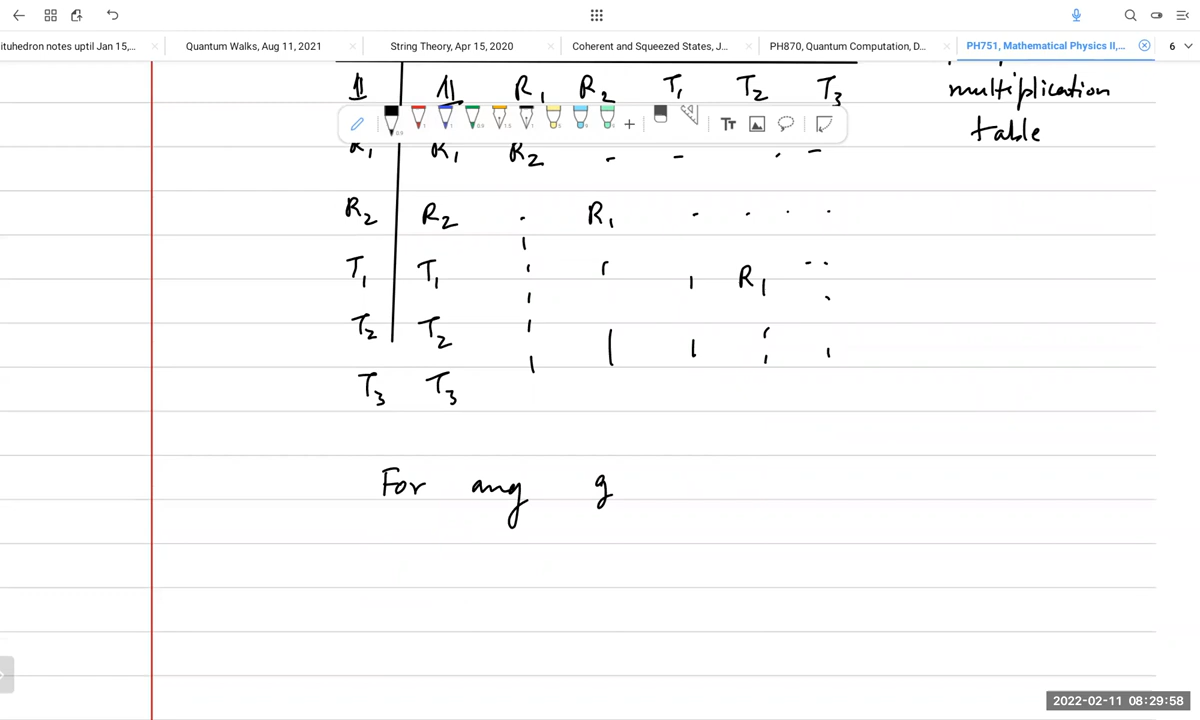 ituhedron notes uptil Jan 15,... Quantum Walks, Aug 11, 2021 String Theory, Apr 15, 2020 Coherent and Squeezed States, J... PH870, Quantum Computation, D... PH751, Mathematical Physics II,... 6
𝟙 𝟙 R₁ R₂ T₁ T₂ T₃ multiplication
table
R₁ R₁ R₂
R₂ R₂ R₁
T₁ T₁ R₁
T₂ T₂
T₃ T₃
For any g
2022-02-11 08:29:58